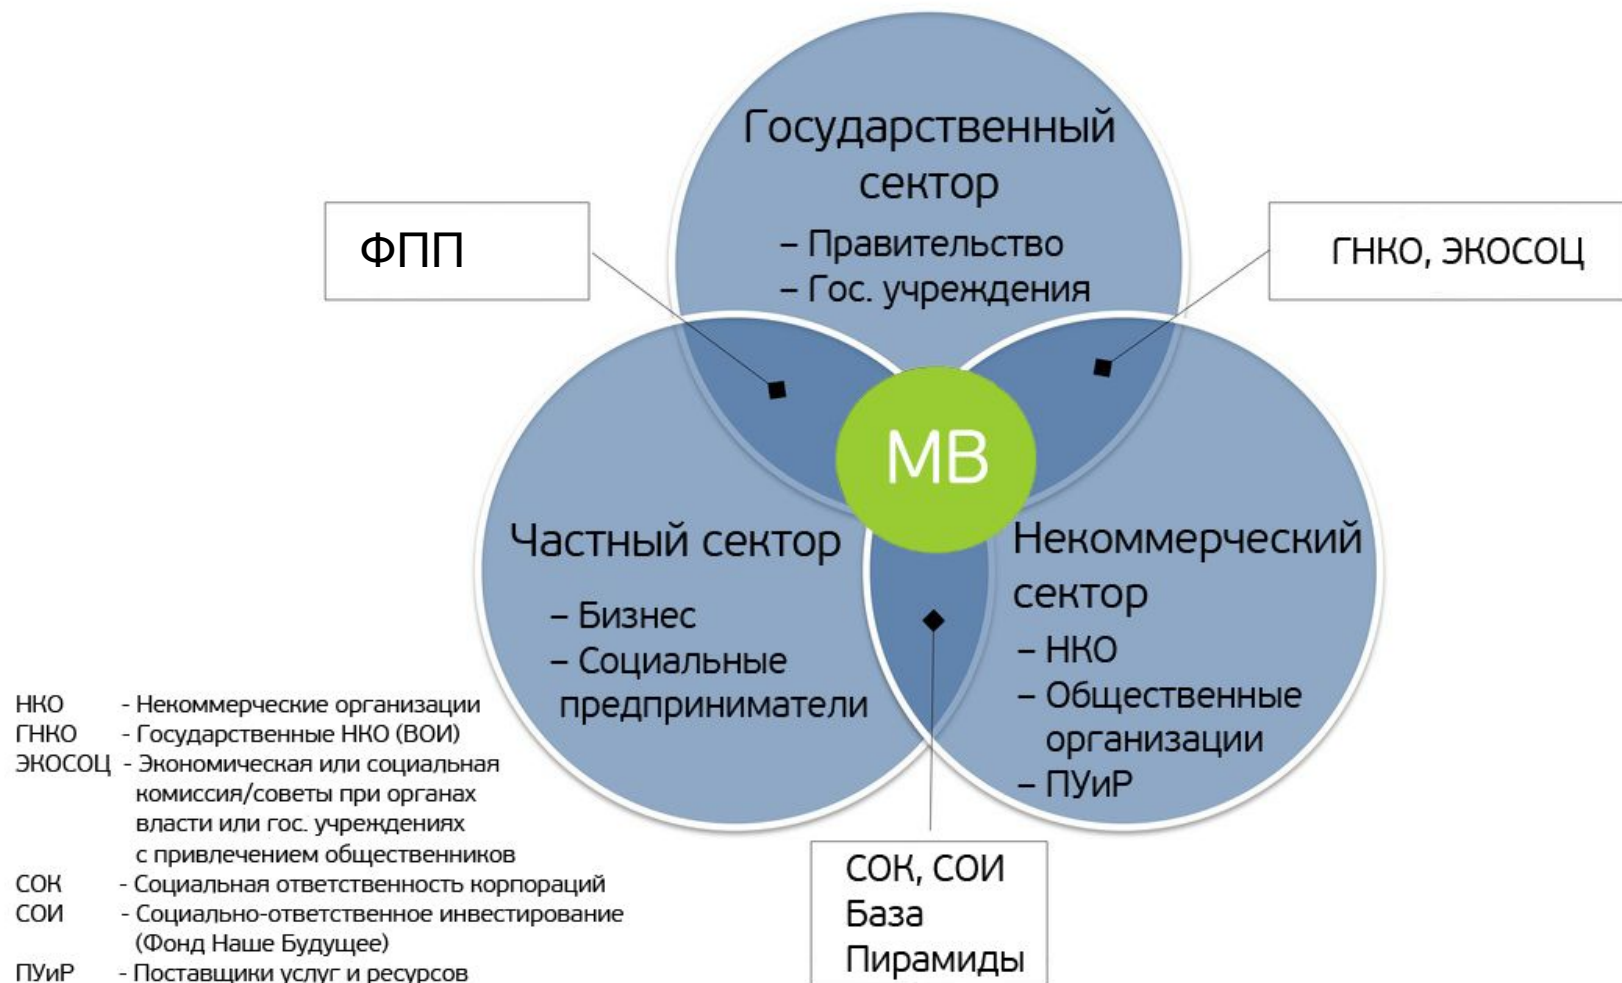 Государственный
сектор
– Правительство
– Гос. учреждения
ФПП
ГНКО, ЭКОСОЦ
МВ
Частный сектор
– Бизнес
– Социальные
предприниматели
Некоммерческий
сектор
– НКО
– Общественные
организации
– ПУиР
СОК, СОИ
База
Пирамиды
НКО - Некоммерческие организации
ГНКО - Государственные НКО (ВОИ)
ЭКОСОЦ - Экономическая или социальная
комиссия/советы при органах
власти или гос. учреждениях
с привлечением общественников
СОК - Социальная ответственность корпораций
СОИ - Социально-ответственное инвестирование
(Фонд Наше Будущее)
ПУиР - Поставщики услуг и ресурсов